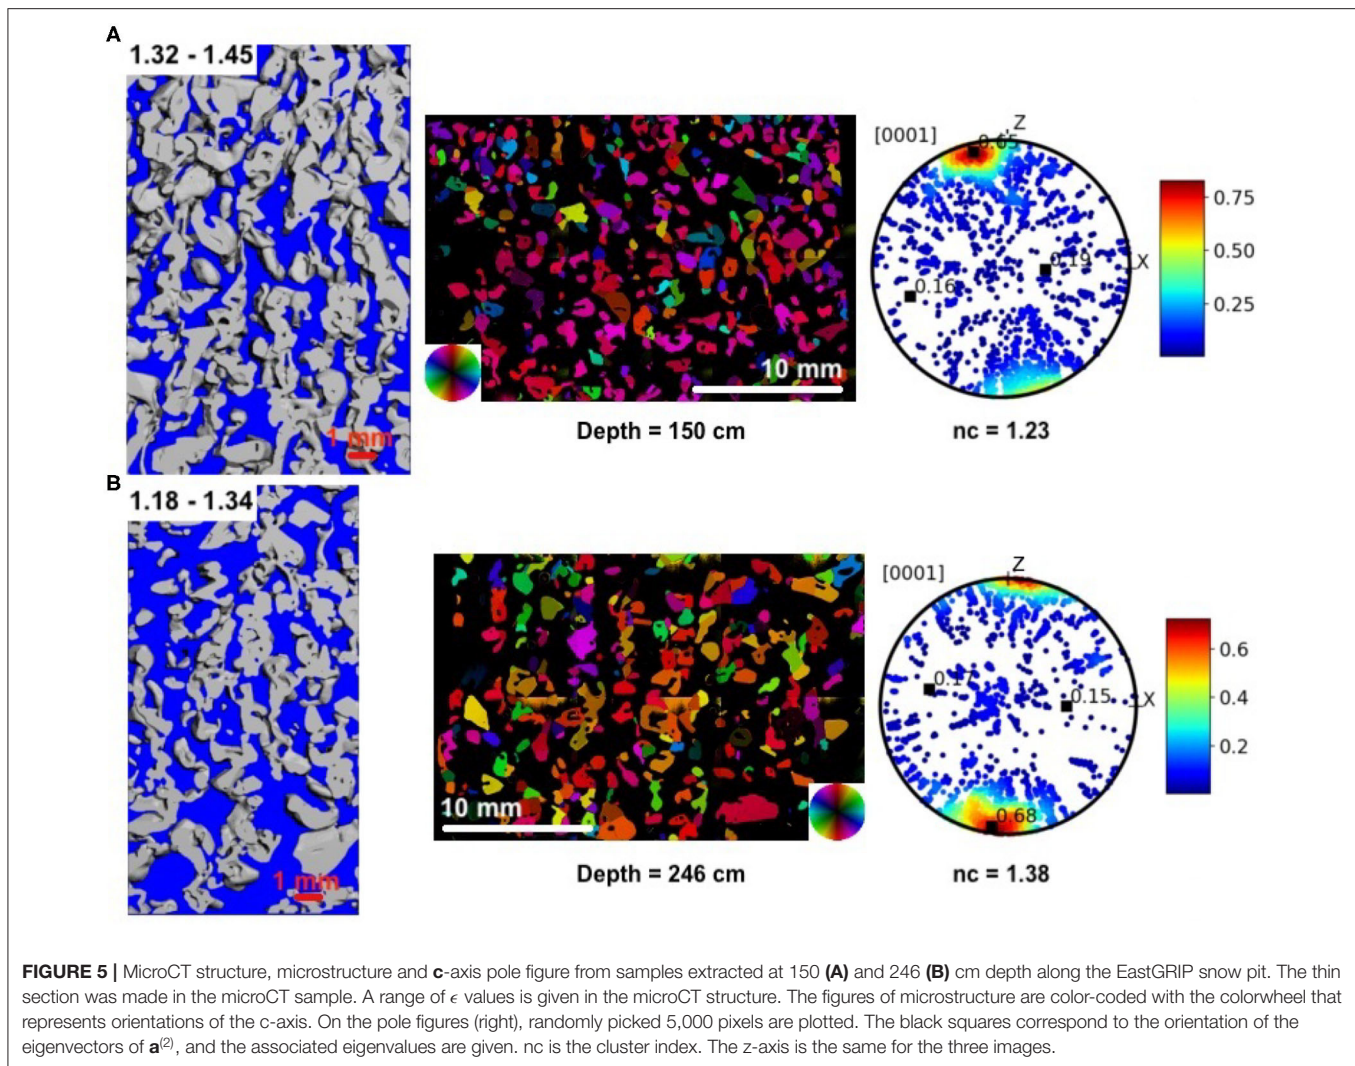 A
1.32 - 1.45
1 mm
10 mm
Depth = 150 cm
[0001]
Z
0.65
0.19
X
0.16
nc = 1.23
0.75
0.50
0.25
B
1.18 - 1.34
1 mm
10 mm
Depth = 246 cm
[0001]
Z
0.17
0.15
X
0.68
nc = 1.38
0.6
0.4
0.2
FIGURE 5 | MicroCT structure, microstructure and c-axis pole figure from samples extracted at 150 (A) and 246 (B) cm depth along the EastGRIP snow pit. The thin
section was made in the microCT sample. A range of ϵ values is given in the microCT structure. The figures of microstructure are color-coded with the colorwheel that
represents orientations of the c-axis. On the pole figures (right), randomly picked 5,000 pixels are plotted. The black squares correspond to the orientation of the
eigenvectors of a⁽²⁾, and the associated eigenvalues are given. nc is the cluster index. The z-axis is the same for the three images.